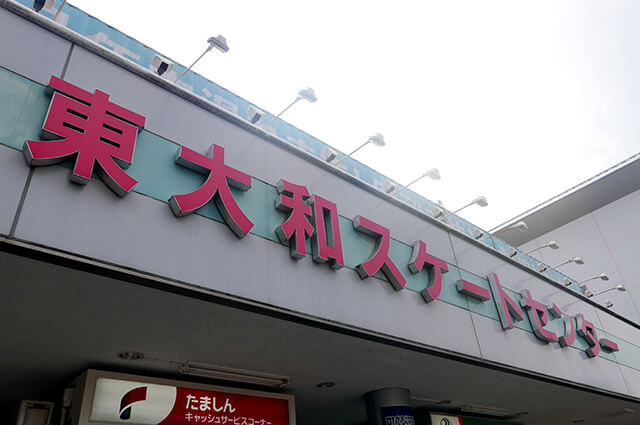 東大和スケートセンター
たましん
キャッシュサービスコーナー